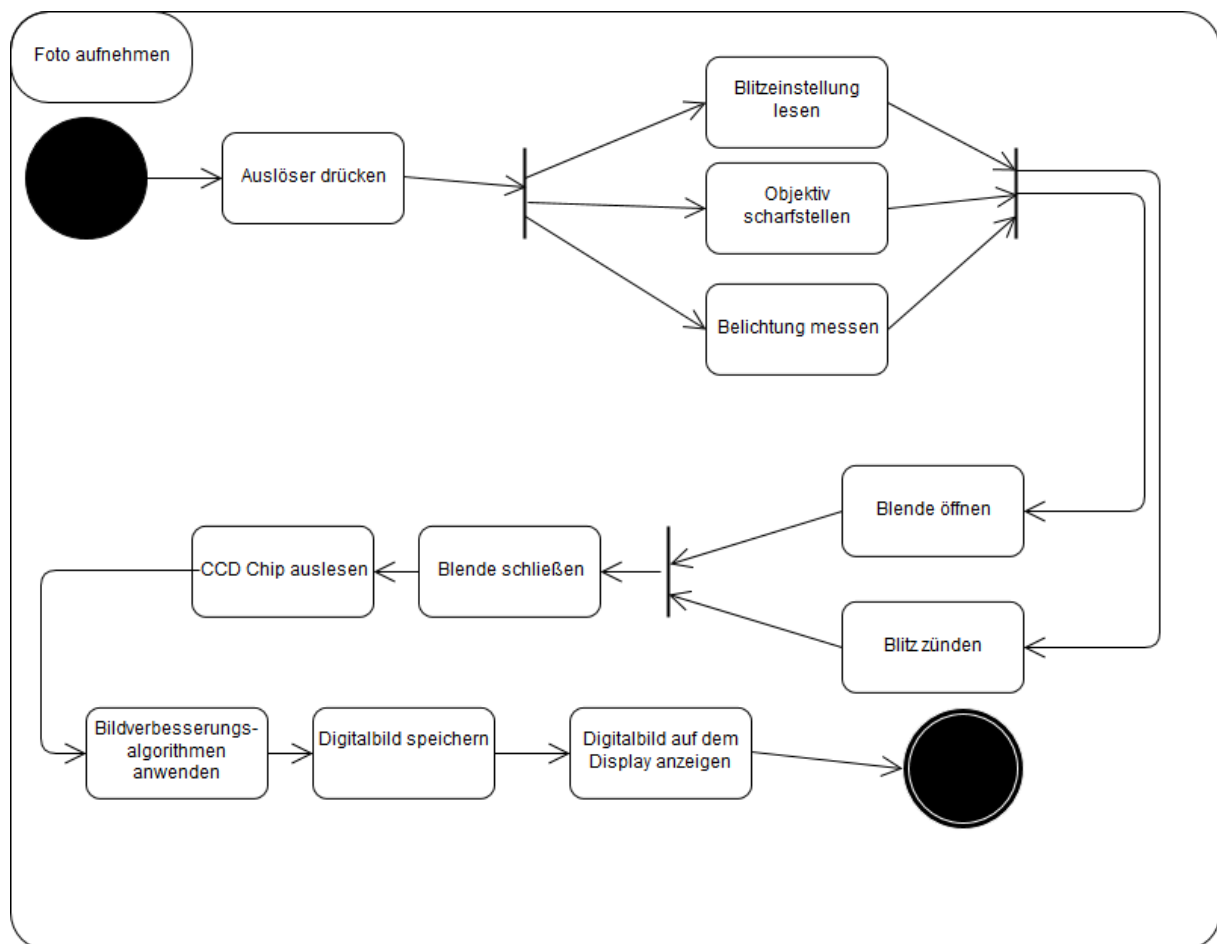 Foto aufnehmen
Auslöser drücken
Blitzeinstellung
lesen
Objektiv
scharfstellen
Belichtung messen
Blende öffnen
Blitz zünden
Blende schließen
CCD Chip auslesen
Bildverbesserungs-
algorithmen
anwenden
Digitalbild speichern
Digitalbild auf dem
Display anzeigen